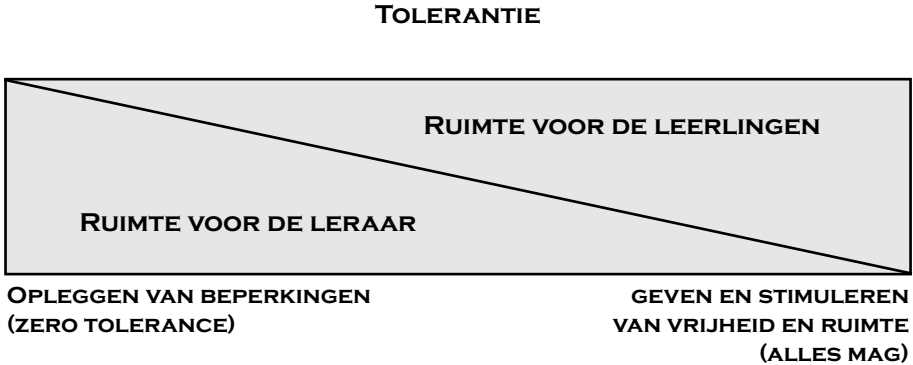 Tolerantie
Ruimte voor de leerlingen
Ruimte voor de leraar
Opleggen van beperkingen
(zero tolerance)
geven en stimuleren
van vrijheid en ruimte
(alles mag)